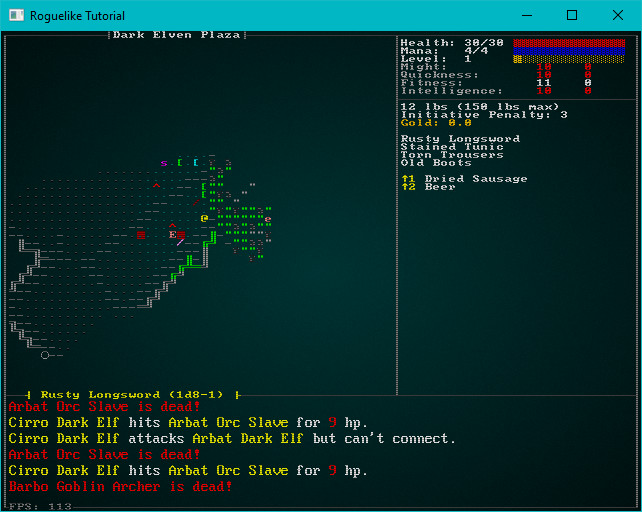 Roguelike Tutorial
Dark Elven Plaza
Health: 30/30
Mana: 4/4
Level: 1
Might: 10 0
Quickness: 10 0
Fitness: 11 0
Intelligence: 10 0
12 lbs (150 lbs max)
Initiative Penalty: 3
Gold: 0.0
Rusty Longsword
Stained Tunic
Torn Trousers
Old Boots
↑1 Dried Sausage
↑2 Beer
Rusty Longsword (1d8-1)
Arbat Orc Slave is dead!
Cirro Dark Elf hits Arbat Orc Slave for 9 hp.
Cirro Dark Elf attacks Arbat Dark Elf but can't connect.
Arbat Orc Slave is dead!
Cirro Dark Elf hits Arbat Orc Slave for 9 hp.
Barbo Goblin Archer is dead!
FPS: 113